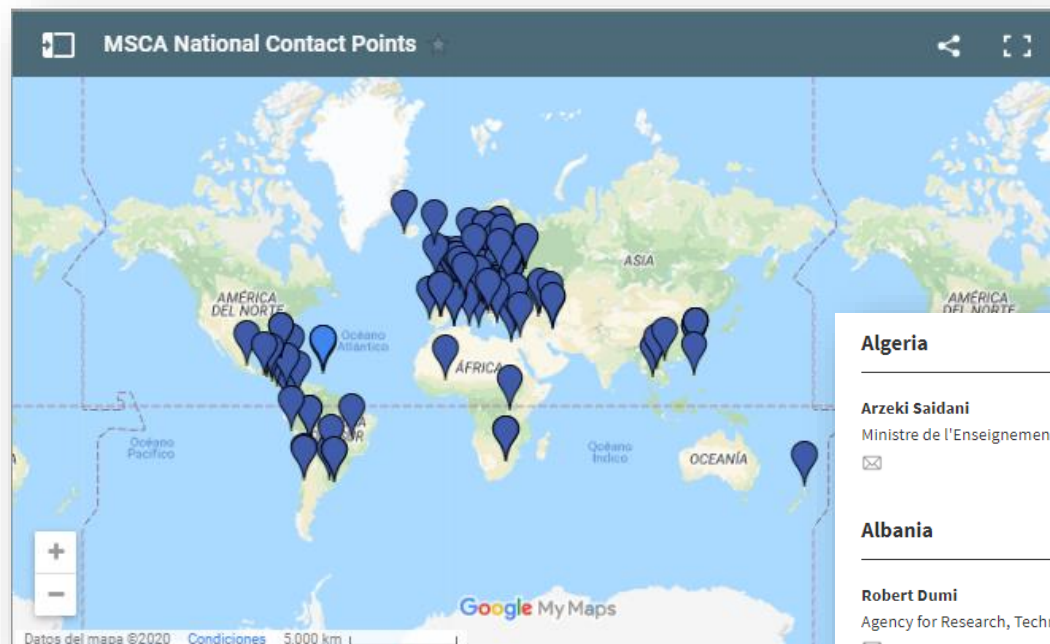 MSCA National Contact Points
ASIA
AMÉRICA
DEL NORTE
AMÉRICA
DEL NORTE
Océano
Atlántico
ÁFRICA
Océano
Pacífico
Océano
Índico
OCEANÍA
Algeria
Arzeki Saidani
Ministre de l'Enseignemen
Albania
Robert Dumi
Agency for Research, Techn
+
−
Google My Maps
Datos del mapa ©2020 Condiciones 5.000 km